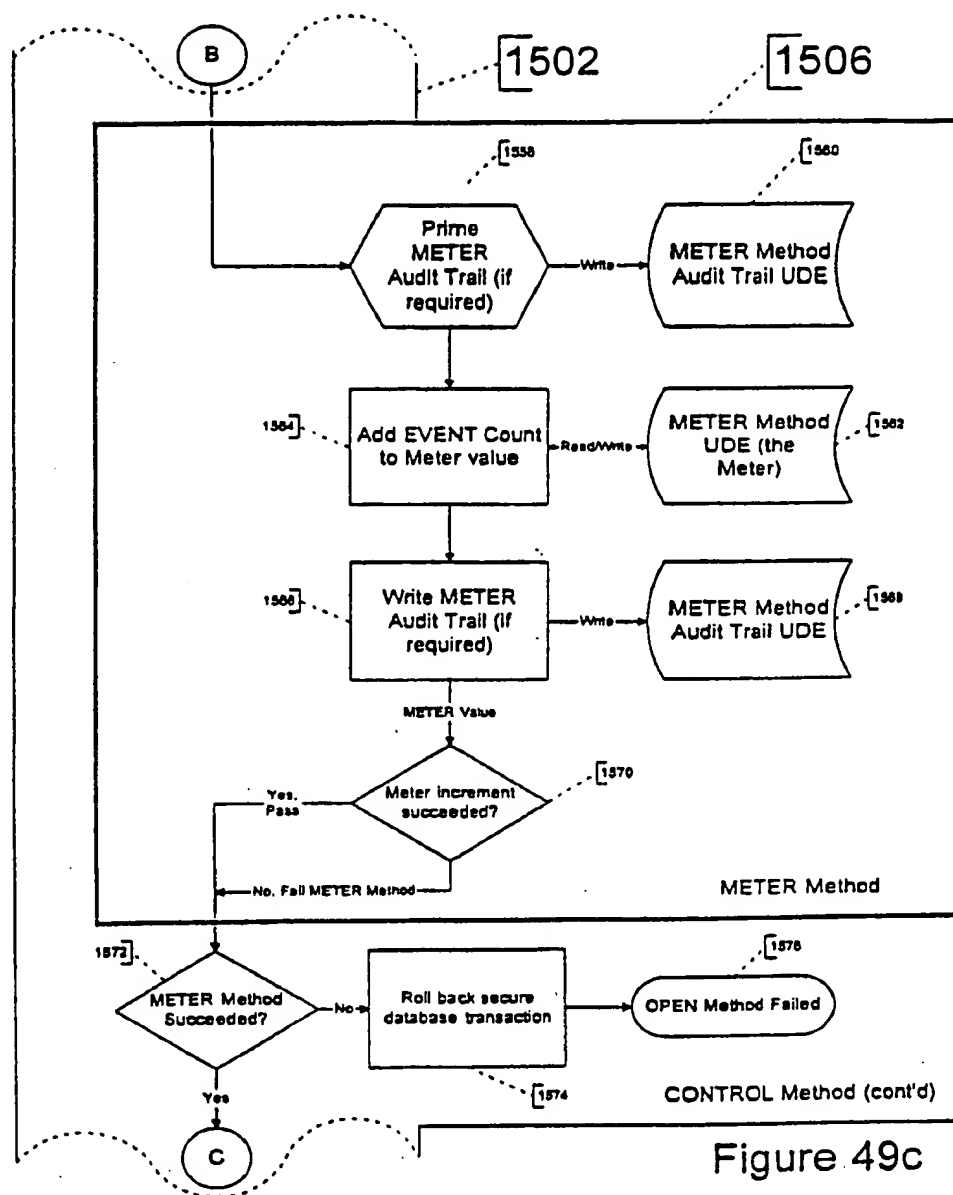 B
1502
1506
1558
1560
Prime
METER
Audit Trail (if
required)
Write
METER Method
Audit Trail UDE
1564
Add EVENT Count
to Meter value
Read/Write
METER Method
UDE (the
Meter)
1562
1566
Write METER
Audit Trail (if
required)
Write
METER Method
Audit Trail UDE
1568
METER Value
Meter increment
succeeded?
1570
Yes,
Pass
No, Fail METER Method
METER Method
1572
METER Method
Succeeded?
No
Roll back secure
database transaction
1576
OPEN Method Failed
Yes
1574
CONTROL Method (cont'd)
C
Figure 49c